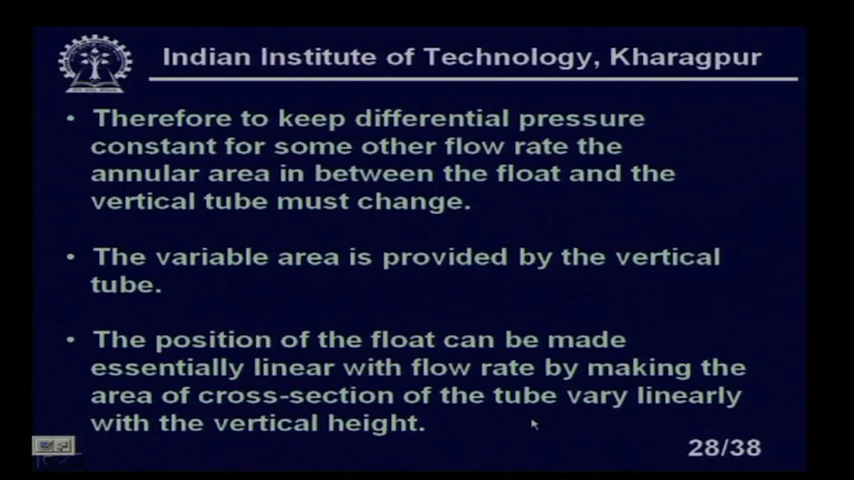 Indian Institute of Technology, Kharagpur
• Therefore to keep differential pressure
constant for some other flow rate the
annular area in between the float and the
vertical tube must change.
• The variable area is provided by the vertical
tube.
• The position of the float can be made
essentially linear with flow rate by making the
area of cross-section of the tube vary linearly
with the vertical height.
28/38